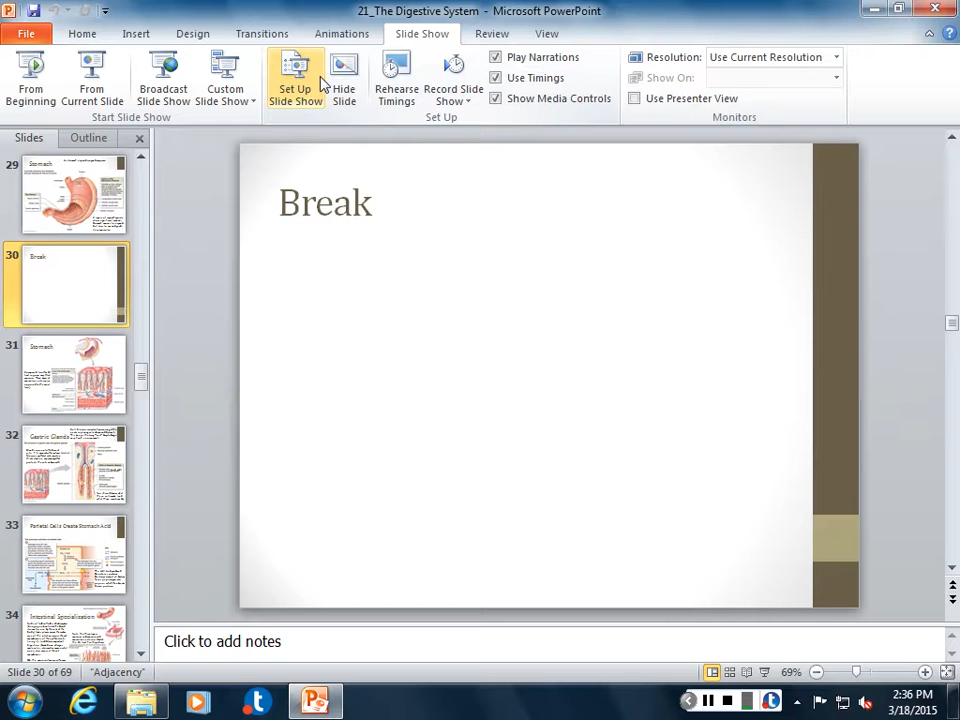 21_The Digestive System - Microsoft PowerPoint
File Home Insert Design Transitions Animations Slide Show Review View
From Beginning
From Current Slide
Broadcast Slide Show
Custom Slide Show
Start Slide Show
Set Up Slide Show
Hide Slide
Rehearse Timings
Record Slide Show
Play Narrations
Use Timings
Show Media Controls
Set Up
Resolution: Use Current Resolution
Show On:
Use Presenter View
Monitors
Slides Outline
29
Stomach
30
Break
31
Stomach
32
Gastric Glands
33
Parietal Cells Create Stomach Acid
34
Intestinal Specialization
Break
Click to add notes
Slide 30 of 69 "Adjacency" 69%
2:36 PM
3/18/2015